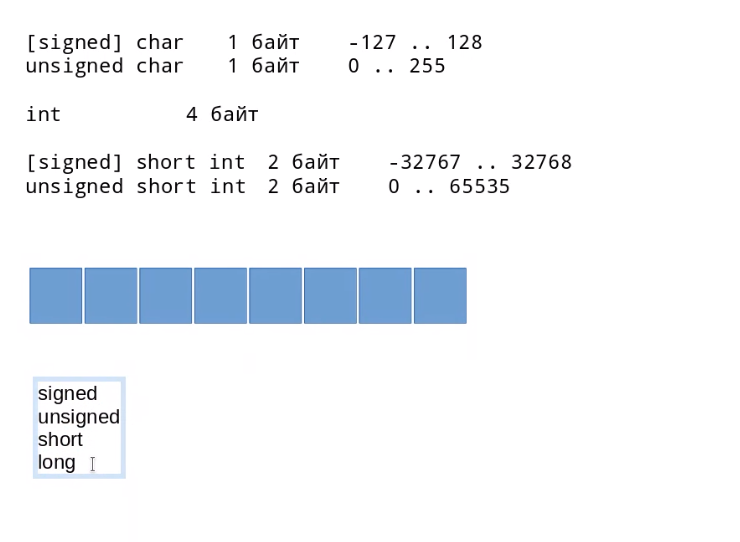 [signed] char 1 байт -127 .. 128
unsigned char 1 байт 0 .. 255
int 4 байт
[signed] short int 2 байт -32767 .. 32768
unsigned short int 2 байт 0 .. 65535
signed
unsigned
short
long